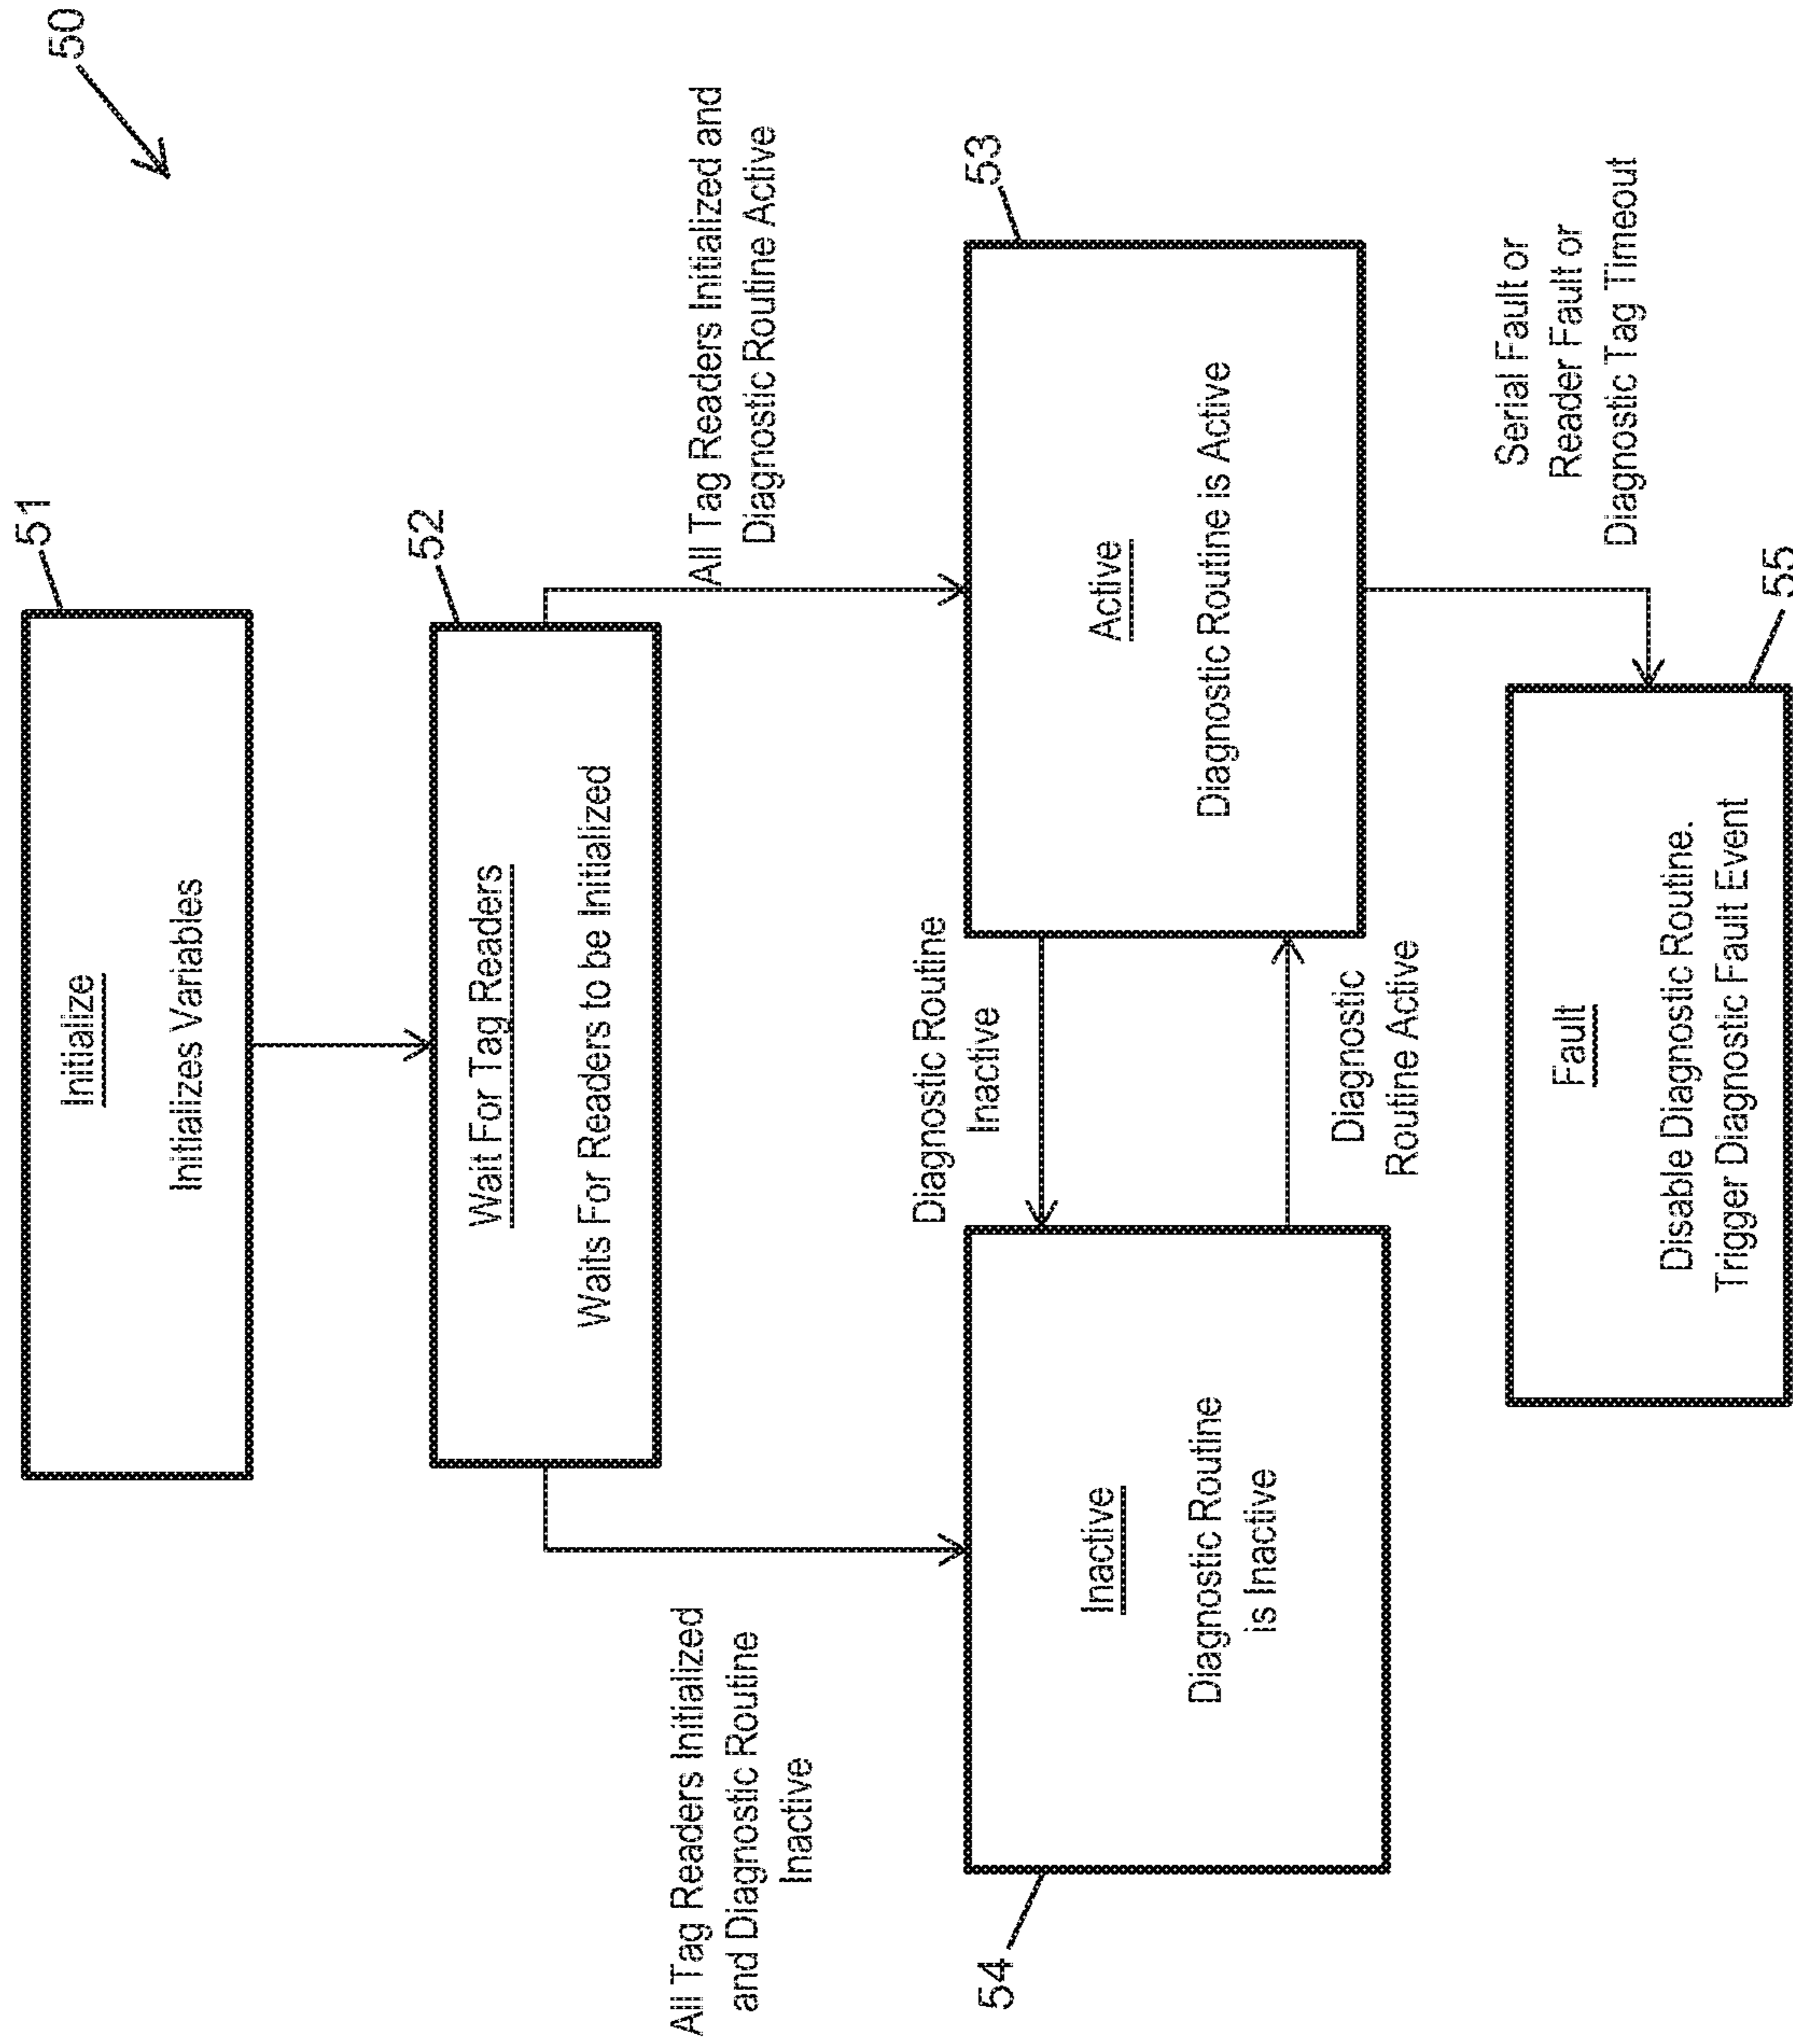 50
51
Initialize
Initializes Variables
52
Wait For Tag Readers
Waits For Readers to be Initialized
All Tag Readers Initialized
and Diagnostic Routine
Inactive
All Tag Readers Initialized and
Diagnostic Routine Active
54
Inactive
Diagnostic Routine
is Inactive
Diagnostic Routine
Inactive
Diagnostic
Routine Active
53
Active
Diagnostic Routine is Active
Serial Fault or
Reader Fault or
Diagnostic Tag Timeout
55
Fault
Disable Diagnostic Routine.
Trigger Diagnostic Fault Event